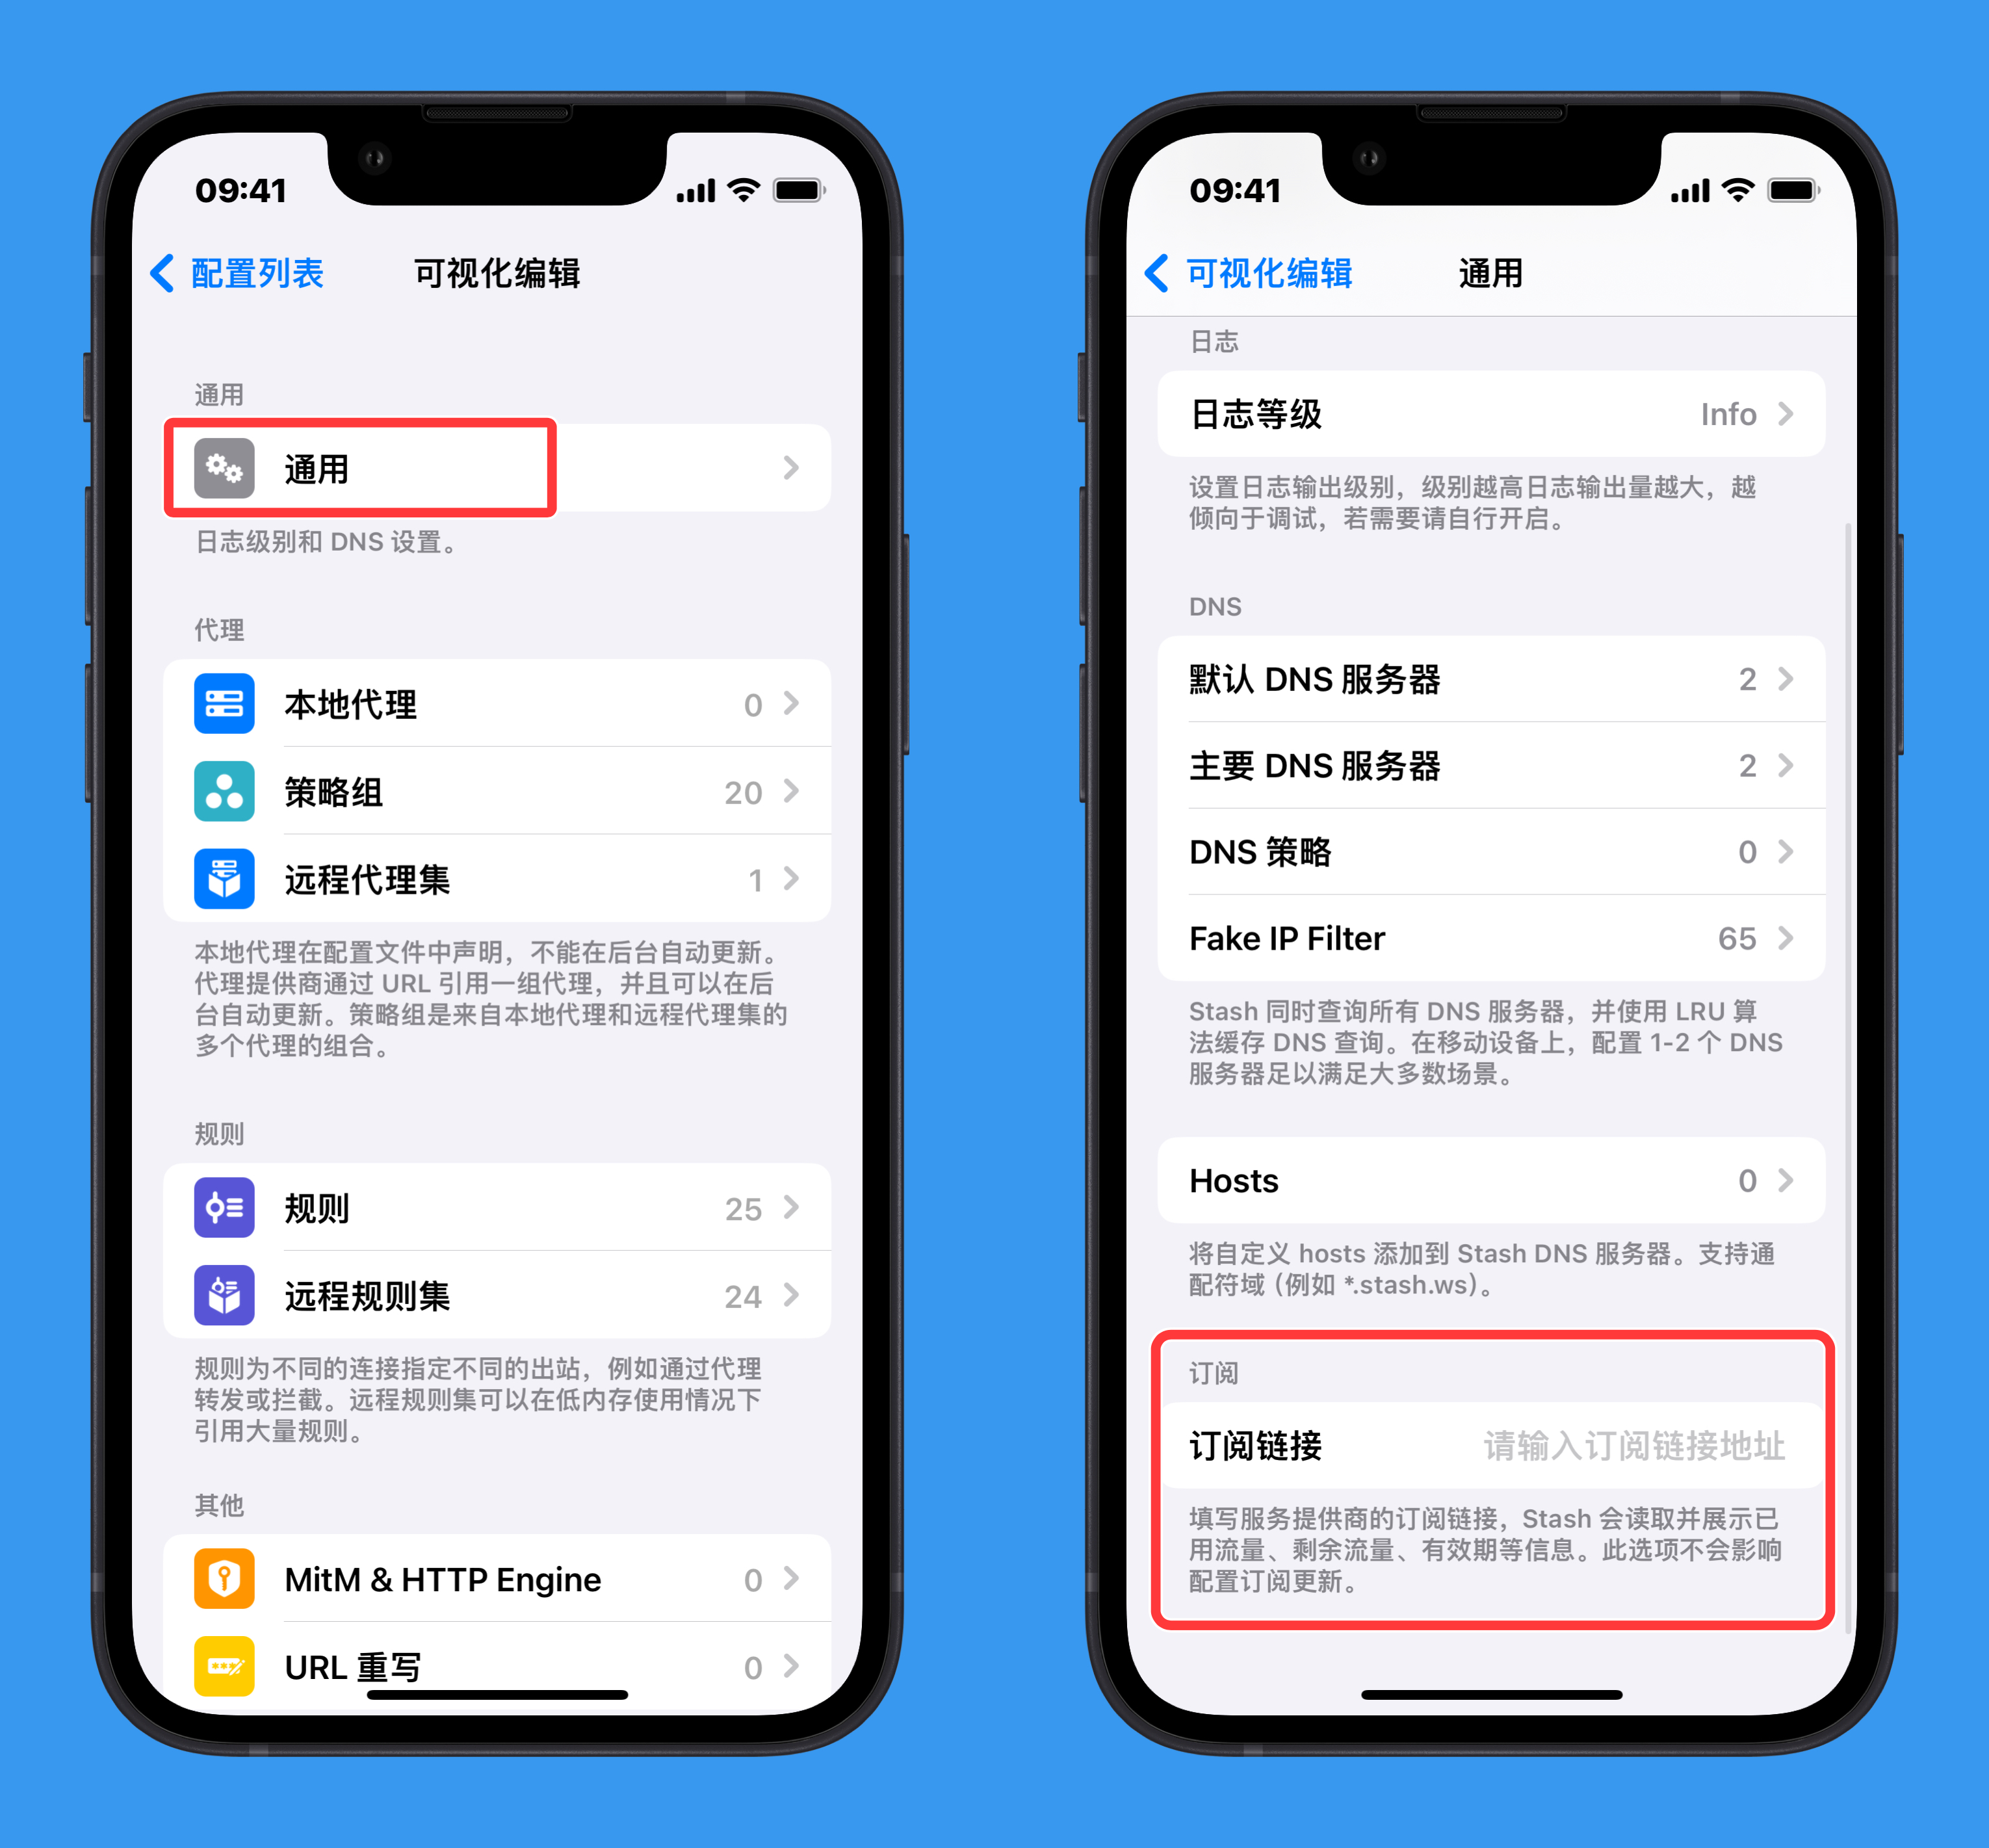 09:41
配置列表
可视化编辑
通用
通用
日志级别和 DNS 设置。
代理
本地代理
0
策略组
20
远程代理集
1
本地代理在配置文件中声明，不能在后台自动更新。
代理提供商通过 URL 引用一组代理，并且可以在后
台自动更新。策略组是来自本地代理和远程代理集的
多个代理的组合。
规则
规则
25
远程规则集
24
规则为不同的连接指定不同的出站，例如通过代理
转发或拦截。远程规则集可以在低内存使用情况下
引用大量规则。
其他
MitM & HTTP Engine
0
URL 重写
0
09:41
可视化编辑
通用
日志
日志等级
Info
设置日志输出级别，级别越高日志输出量越大，越
倾向于调试，若需要请自行开启。
DNS
默认 DNS 服务器
2
主要 DNS 服务器
2
DNS 策略
0
Fake IP Filter
65
Stash 同时查询所有 DNS 服务器，并使用 LRU 算
法缓存 DNS 查询。在移动设备上，配置 1-2 个 DNS
服务器足以满足大多数场景。
Hosts
0
将自定义 hosts 添加到 Stash DNS 服务器。支持通
配符域（例如 *.stash.ws）。
订阅
订阅链接
请输入订阅链接地址
填写服务提供商的订阅链接，Stash 会读取并展示已
用流量、剩余流量、有效期等信息。此选项不会影响
配置订阅更新。